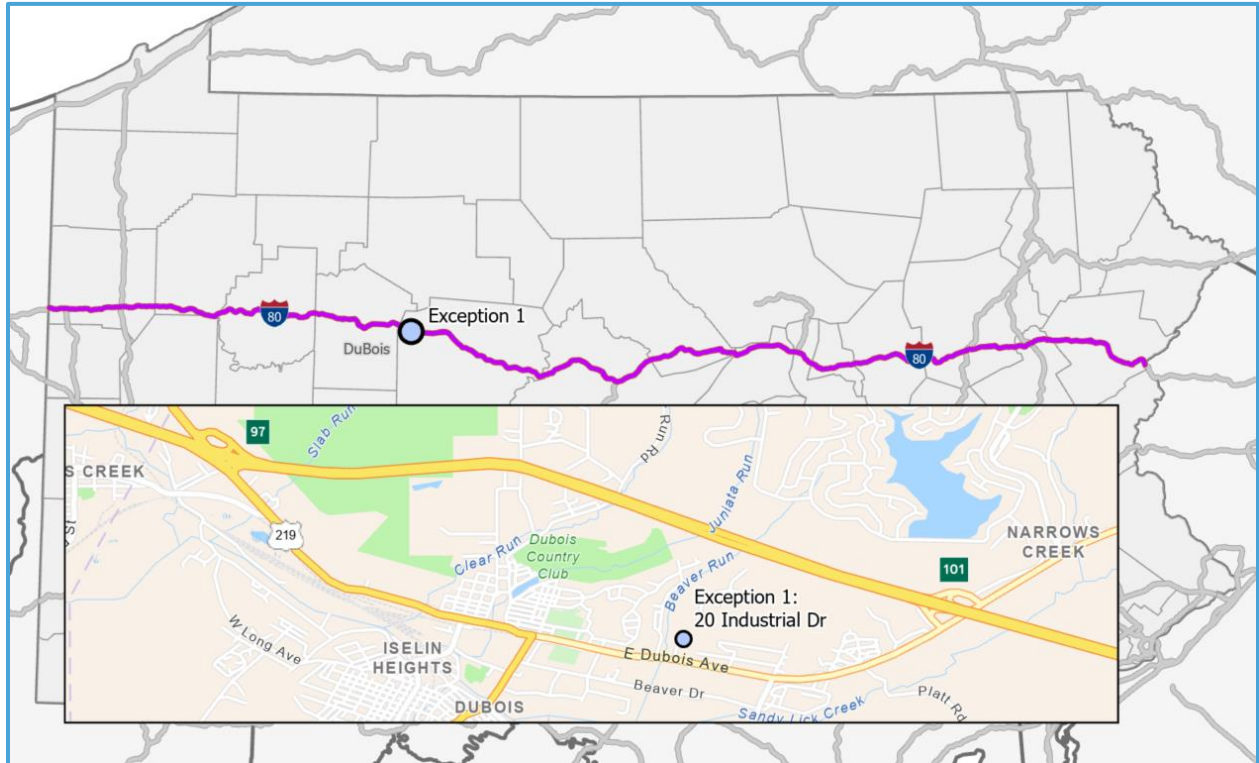 80
Exception 1
DuBois
80
97
Slab Run
Run Rd
S CREEK
Juniata Run
219
Clear Run
Dubois
Country
Club
NARROWS
CREEK
101
Beaver Run
Exception 1:
20 Industrial Dr
W Long Ave
ISELIN
HEIGHTS
E Dubois Ave
Beaver Dr
Platt Rd
DUBOIS
Sandy Lick Creek